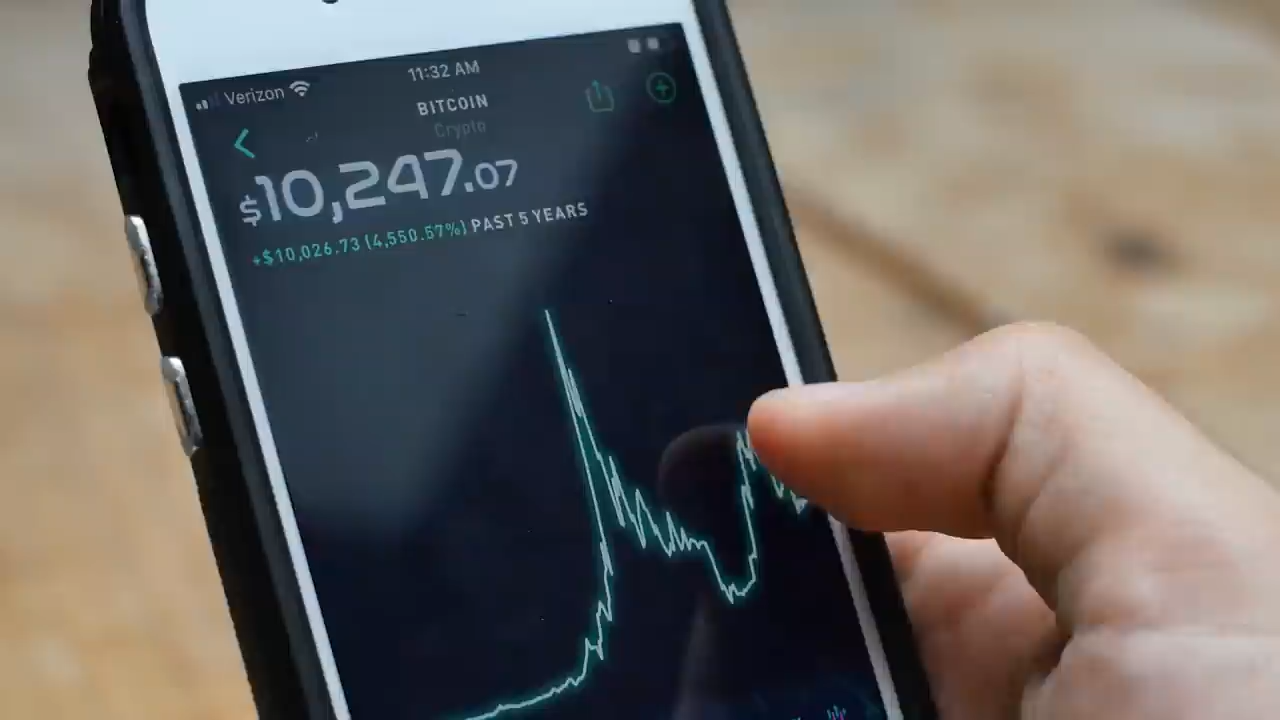 Verizon
11:32 AM
BITCOIN
Crypto
$10,247.07
+$10,026.73 (4,550.57%) PAST 5 YEARS